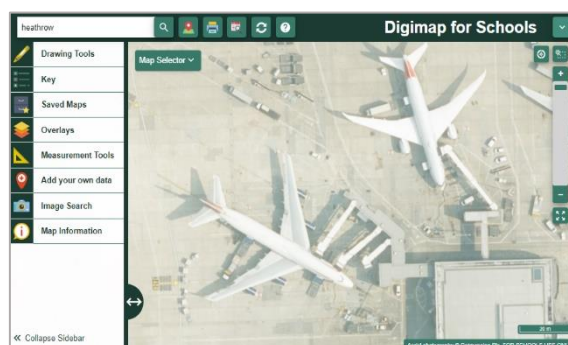 heathrow
Digimap for Schools
Drawing Tools
Map Selector
Key
Saved Maps
Overlays
Measurement Tools
Add your own data
Image Search
Map Information
20 m
« Collapse Sidebar